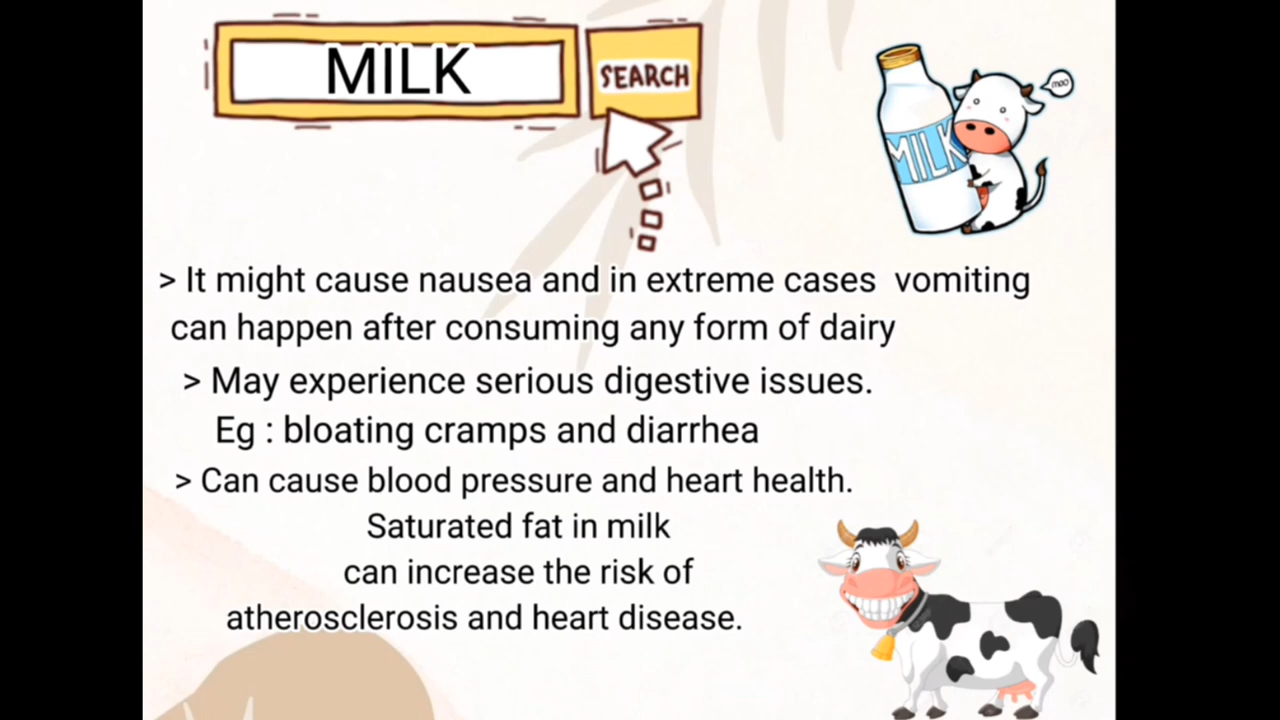 MILK
SEARCH
moo
MILK
> It might cause nausea and in extreme cases vomiting
can happen after consuming any form of dairy
> May experience serious digestive issues.
Eg : bloating cramps and diarrhea
> Can cause blood pressure and heart health.
Saturated fat in milk
can increase the risk of
atherosclerosis and heart disease.